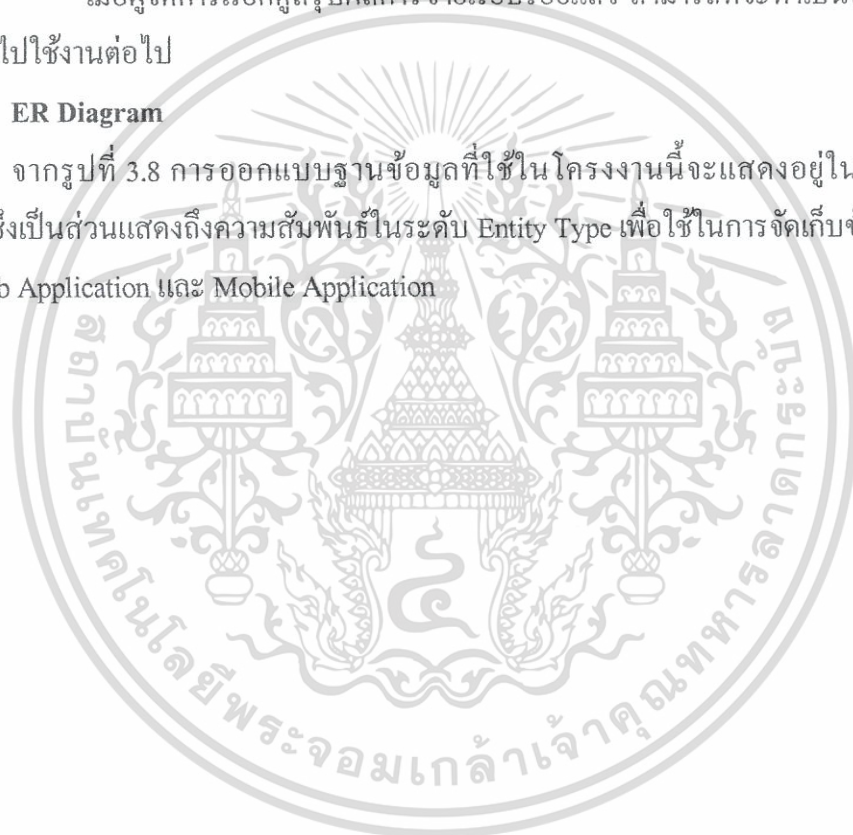 ไปใช้งานต่อไป
ER Diagram
จากรูปที่ 3.8 การออกแบบฐานข้อมูลที่ใช้ในโครงงานนี้จะแสดงอยู่ใน
ซึ่งเป็นส่วนแสดงถึงความสัมพันธ์ในระดับ Entity Type เพื่อใช้ในการจัดเก็บ
Application และ Mobile Application
สถาบันเทคโนโลยีพระจอมเกล้าเจ้าคุณทหารลาดกระบัง